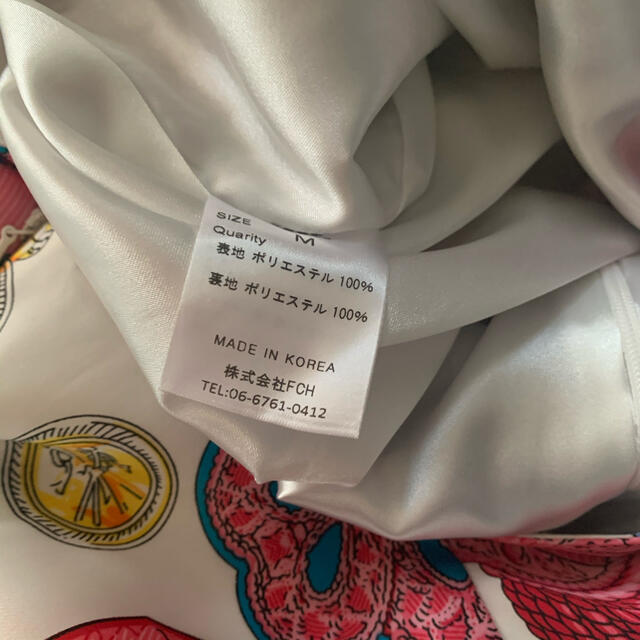 SIZE M
Quarity
表地 ポリエステル 100%
裏地 ポリエステル 100%
MADE IN KOREA
株式会社FCH
TEL:06-6761-0412